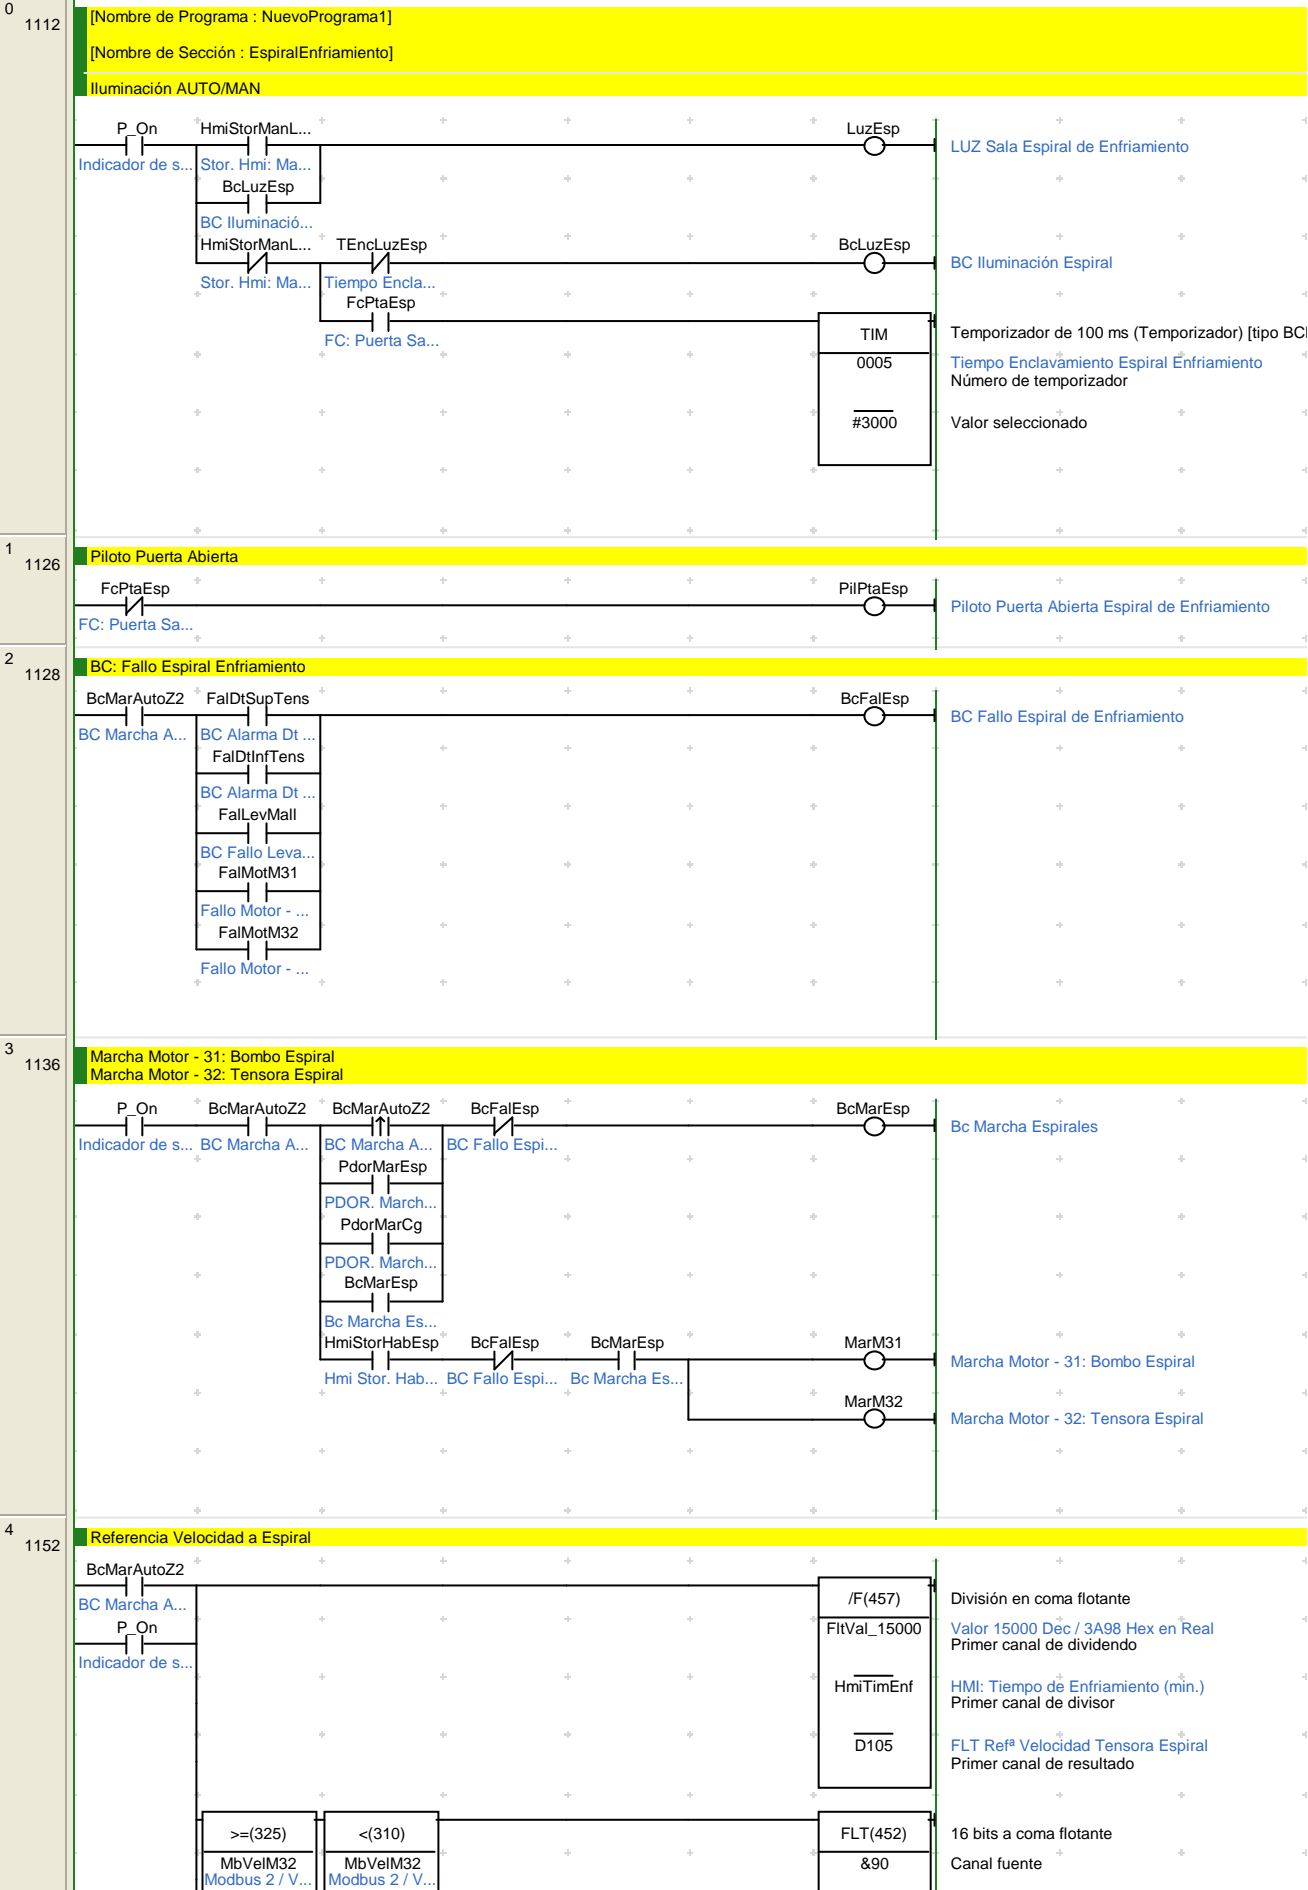 0
1112
[Nombre de Programa : NuevoPrograma1]
[Nombre de Sección : EspiralEnfriamiento]
Iluminación AUTO/MAN
P_On HmiStorManL... LuzEsp
LUZ Sala Espiral de Enfriamiento
Indicador de s... Stor. Hmi: Ma...
BcLuzEsp
BC Iluminació...
HmiStorManL... TEncLuzEsp BcLuzEsp
BC Iluminación Espiral
Stor. Hmi: Ma... Tiempo Encla...
FcPtaEsp
FC: Puerta Sa...
TIM Temporizador de 100 ms (Temporizador) [tipo BC
0005 Tiempo Enclavamiento Espiral Enfriamiento
Número de temporizador
#3000 Valor seleccionado
1
1126
Piloto Puerta Abierta
FcPtaEsp PilPtaEsp
Piloto Puerta Abierta Espiral de Enfriamiento
FC: Puerta Sa...
2
1128
BC: Fallo Espiral Enfriamiento
BcMarAutoZ2 FalDtSupTens BcFalEsp
BC Fallo Espiral de Enfriamiento
BC Marcha A... BC Alarma Dt ...
FalDtInfTens
BC Alarma Dt ...
FalLevMall
BC Fallo Leva...
FalMotM31
Fallo Motor - ...
FalMotM32
Fallo Motor - ...
3
1136
Marcha Motor - 31: Bombo Espiral
Marcha Motor - 32: Tensora Espiral
P_On BcMarAutoZ2 BcMarAutoZ2 BcFalEsp BcMarEsp
Bc Marcha Espirales
Indicador de s... BC Marcha A... BC Marcha A... BC Fallo Espi...
PdorMarEsp
PDOR. March...
PdorMarCg
PDOR. March...
BcMarEsp
Bc Marcha Es...
HmiStorHabEsp BcFalEsp BcMarEsp MarM31
Marcha Motor - 31: Bombo Espiral
Hmi Stor. Hab... BC Fallo Espi... Bc Marcha Es...
MarM32
Marcha Motor - 32: Tensora Espiral
4
1152
Referencia Velocidad a Espiral
BcMarAutoZ2
BC Marcha A...
P_On
Indicador de s...
/F(457) División en coma flotante
FltVal_15000 Valor 15000 Dec / 3A98 Hex en Real
Primer canal de dividendo
HmiTimEnf HMI: Tiempo de Enfriamiento (min.)
Primer canal de divisor
D105 FLT Refª Velocidad Tensora Espiral
Primer canal de resultado
>=(325) <(310) FLT(452) 16 bits a coma flotante
MbVelM32 MbVelM32 &90 Canal fuente
Modbus 2 / V... Modbus 2 / V...